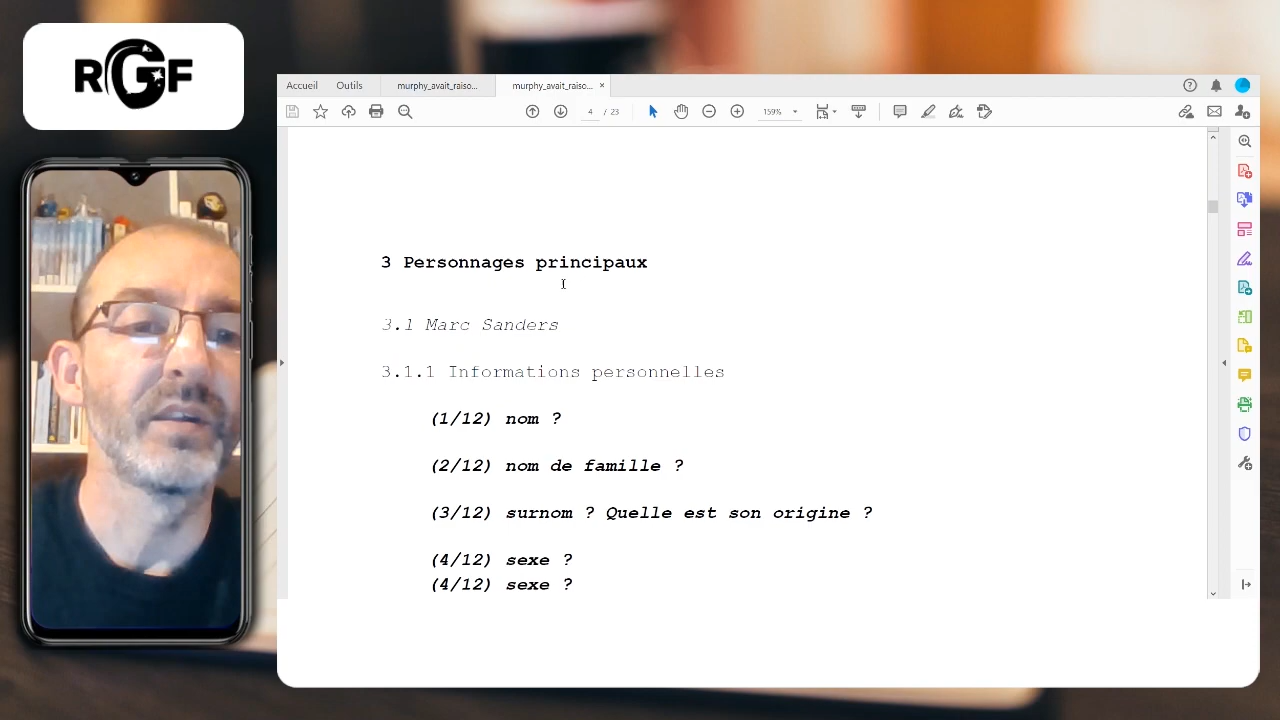 RGF
Accueil Outils murphy_avait_raiso... murphy_avait_raiso... ×
4 / 23 159%
3 Personnages principaux
3.1 Marc Sanders
3.1.1 Informations personnelles
(1/12) nom ?
(2/12) nom de famille ?
(3/12) surnom ? Quelle est son origine ?
(4/12) sexe ?
(4/12) sexe ?